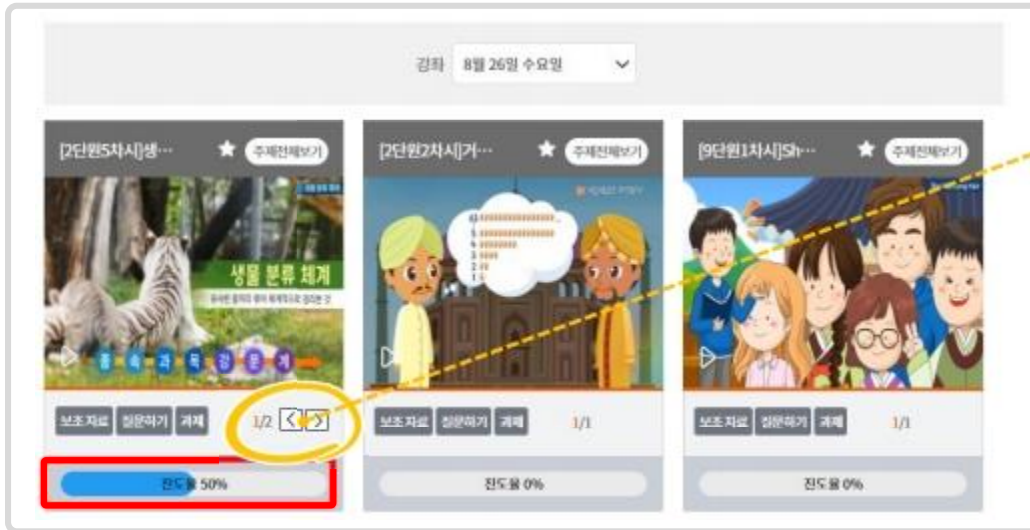 강좌 8월 26일 수요일
[2단원5차시]생… 주제전체보기
[2단원2차시]거… 주제전체보기
[9단원1차시]Sh… 주제전체보기
생물 분류 체계
종 속 과 목 강 문 계
보조자료 질문하기 과제 1/2
보조자료 질문하기 과제 1/1
보조자료 질문하기 과제 1/1
진도율 50%
진도율 0%
진도율 0%